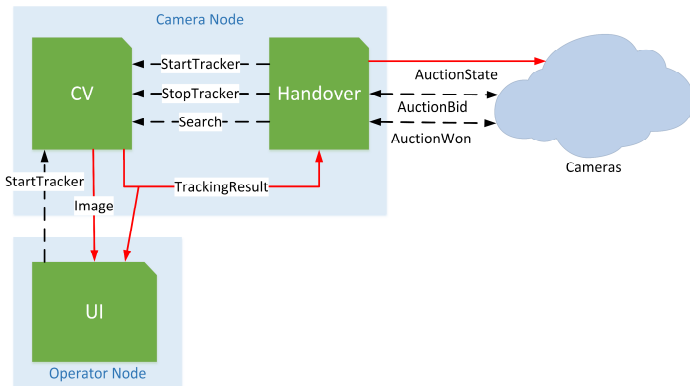 Camera Node
CV
StartTracker
Handover
AuctionState
StopTracker
AuctionBid
Search
AuctionWon
Cameras
StartTracker
TrackingResult
Image
UI
Operator Node